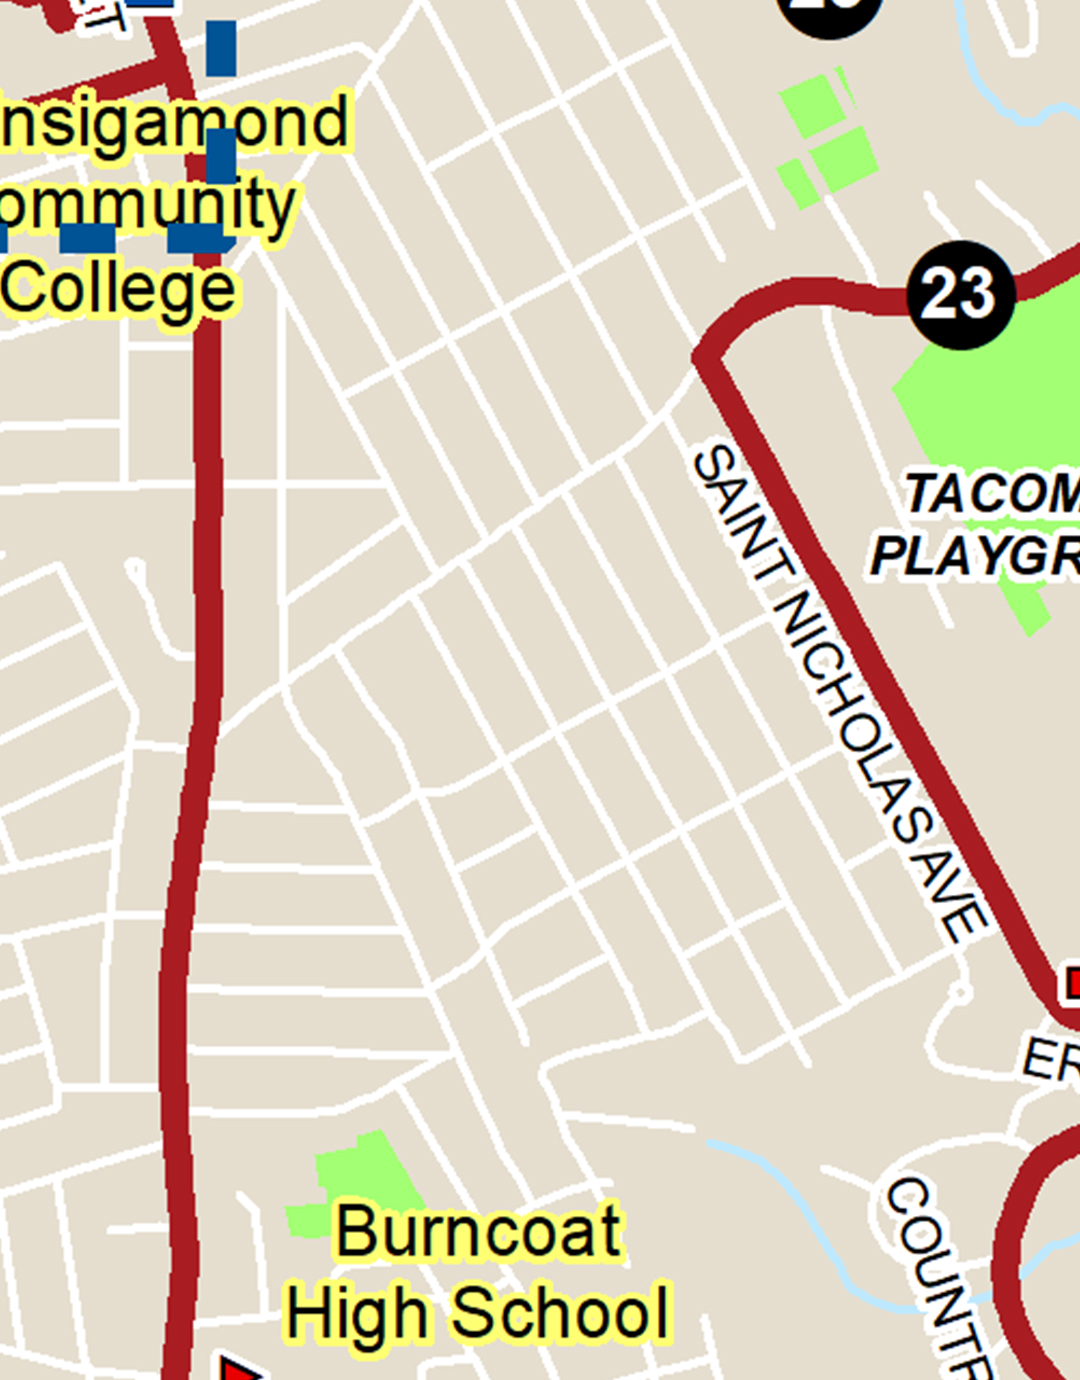 nsigamond
ommunity
College
23
SAINT NICHOLAS AVE
TACOM
PLAYGR
ER
Burncoat
High School
COUNTR